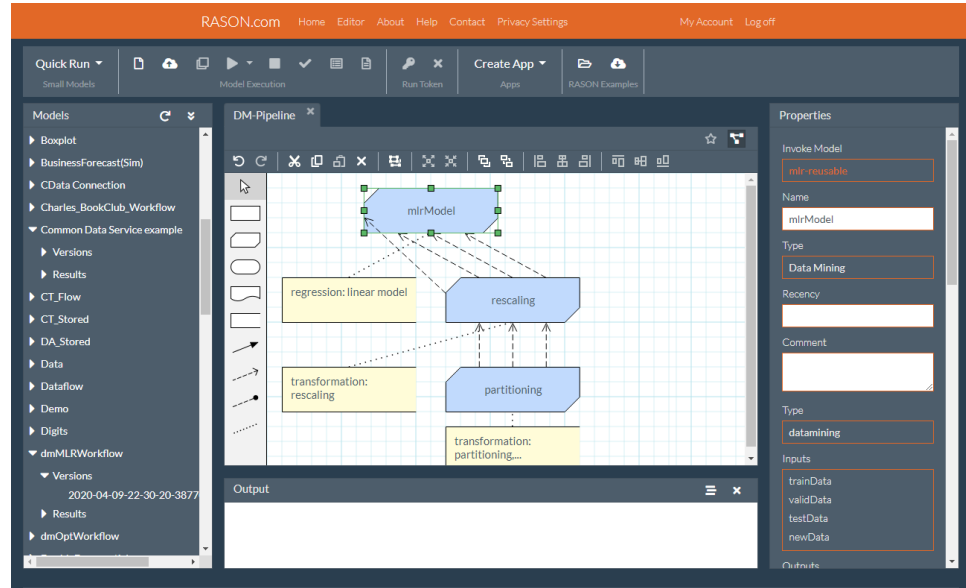 RASON.com Home Editor About Help Contact Privacy Settings My Account Log off
Quick Run Create App
Small Models Model Execution Run Token Apps RASON Examples
Models
Boxplot
BusinessForecast(Sim)
CData Connection
Charles_BookClub_Workflow
Common Data Service example
Versions
Results
CT_Flow
CT_Stored
DA_Stored
Data
Dataflow
Demo
Digits
dmMLRWorkflow
Versions
2020-04-09-22-30-20-3877
Results
dmOptWorkflow
DM-Pipeline
mlrModel
regression: linear model
rescaling
transformation:
rescaling
partitioning
transformation:
partitioning,...
Output
Properties
Invoke Model
mlr-reusable
Name
mlrModel
Type
Data Mining
Recency
Comment
Type
datamining
Inputs
trainData
validData
testData
newData
Outputs